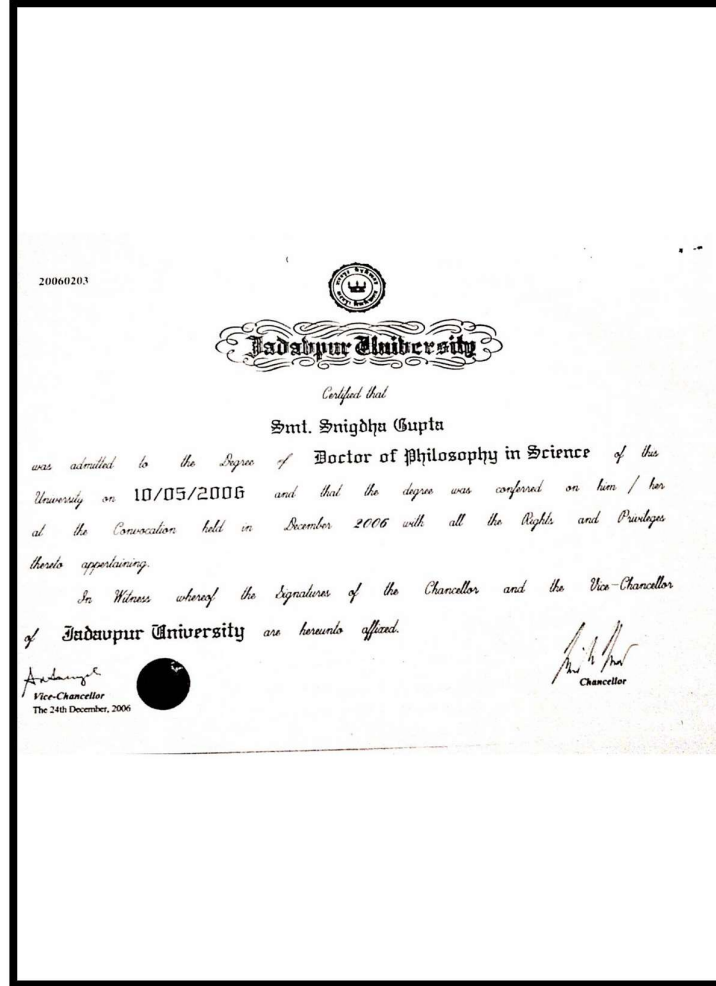 20060203
Jadavpur University
Certified that
Smt. Snigdha Gupta
was admitted to the Degree of Doctor of Philosophy in Science of this
University on 10/05/2006 and that the degree was conferred on him / her
at the Convocation held in December 2006 with all the Rights and Privileges
thereto appertaining.
In Witness whereof the Signatures of the Chancellor and the Vice-Chancellor
of Jadavpur University are hereunto affixed.
Vice-Chancellor
Chancellor
The 24th December, 2006